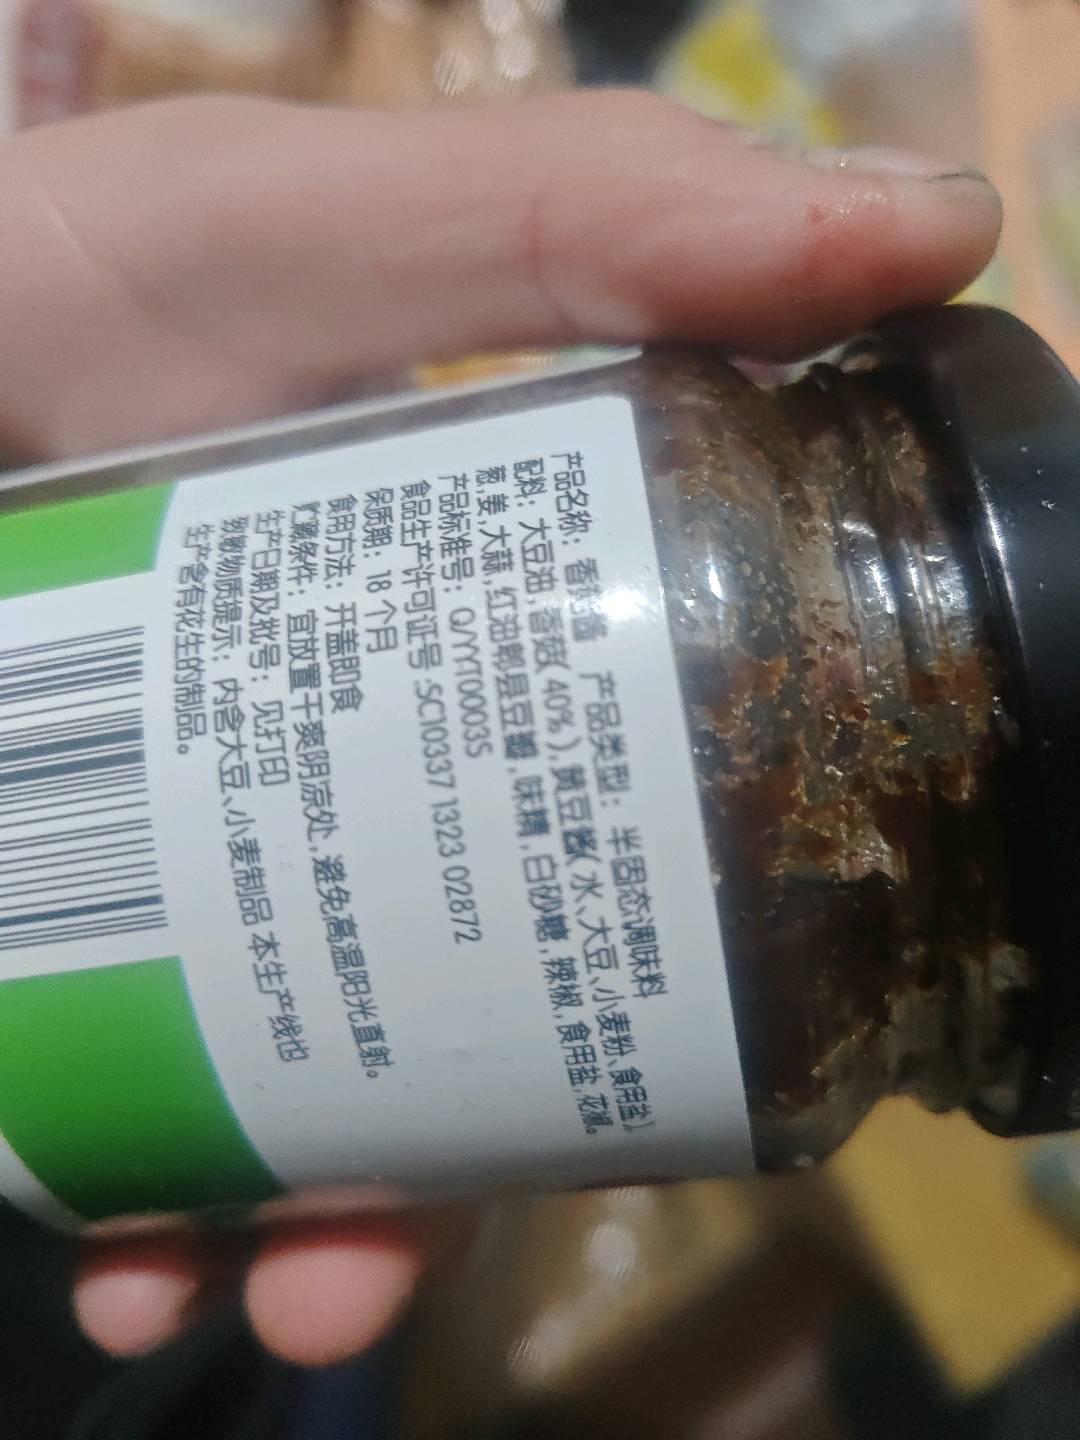 产品名称：香菇酱 产品类型：半固态调味料
配料：大豆油,香菇(40%),黄豆酱(水、大豆、小麦粉、食用盐)
葱,姜,大蒜,红油郫县豆瓣,味精,白砂糖,辣椒,食用盐,花椒。
产品标准号：Q/YYT0003S
食品生产许可证号:SC10337 1323 02872
保质期：18个月
食用方法：开盖即食
贮藏条件：宜放置干爽阴凉处,避免高温阳光直射。
生产日期及批号：见打印
致敏物质提示：内含大豆、小麦制品 本生产线也
生产含有花生的制品。